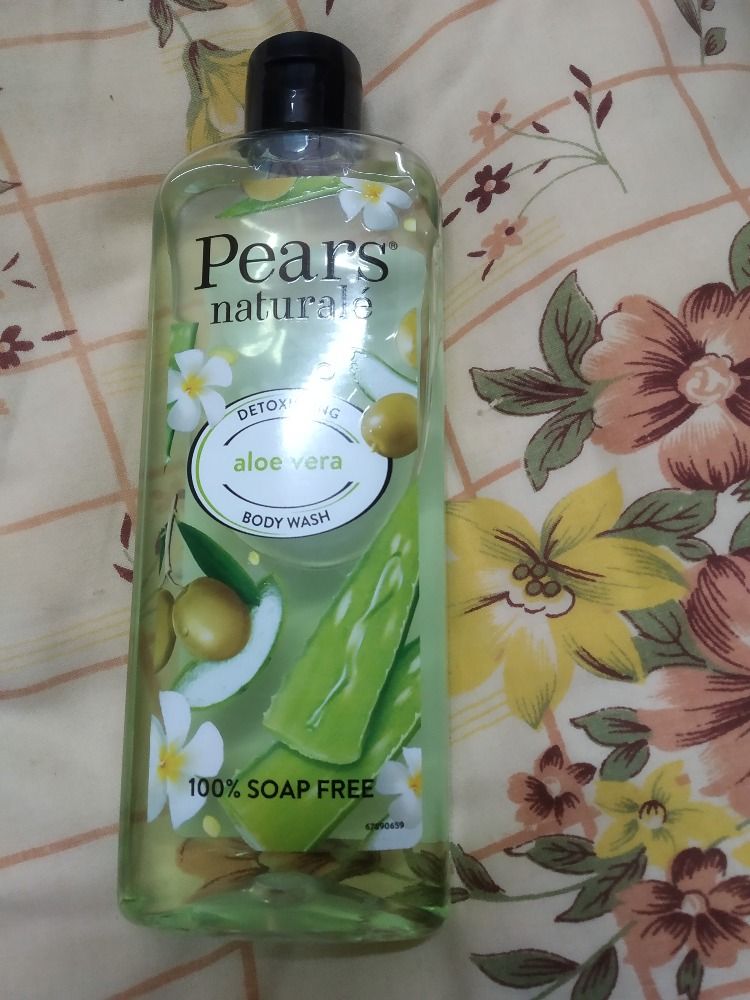 Pears®
naturalé
DETOXIFYING
aloe vera
BODY WASH
100% SOAP FREE